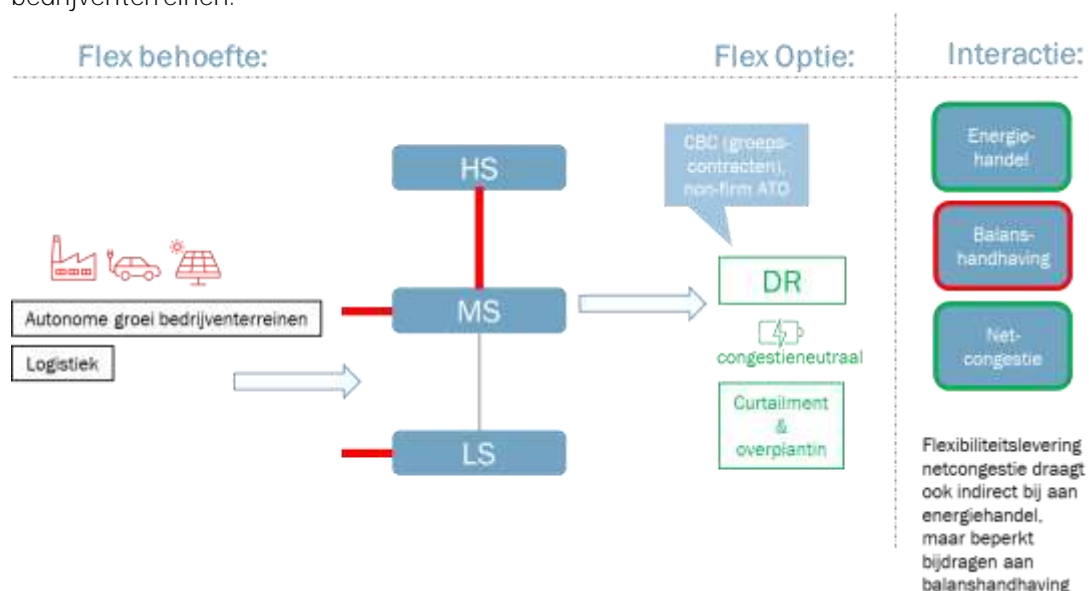 bedrijventerreinen.
Flex behoefte:
Flex Optie:
Interactie:
CBC (groeps-
contracten),
non-firm ATO
HS
Energie-
handel
Balans-
handhaving
DR
MS
Autonome groei bedrijventerreinen
Logistiek
congestieneutraal
Net-
congestie
Curtailment
&
overplantin
LS
Flexibiliteitslevering
netcongestie draagt
ook indirect bij aan
energiehandel,
maar beperkt
bijdragen aan
balanshandhaving